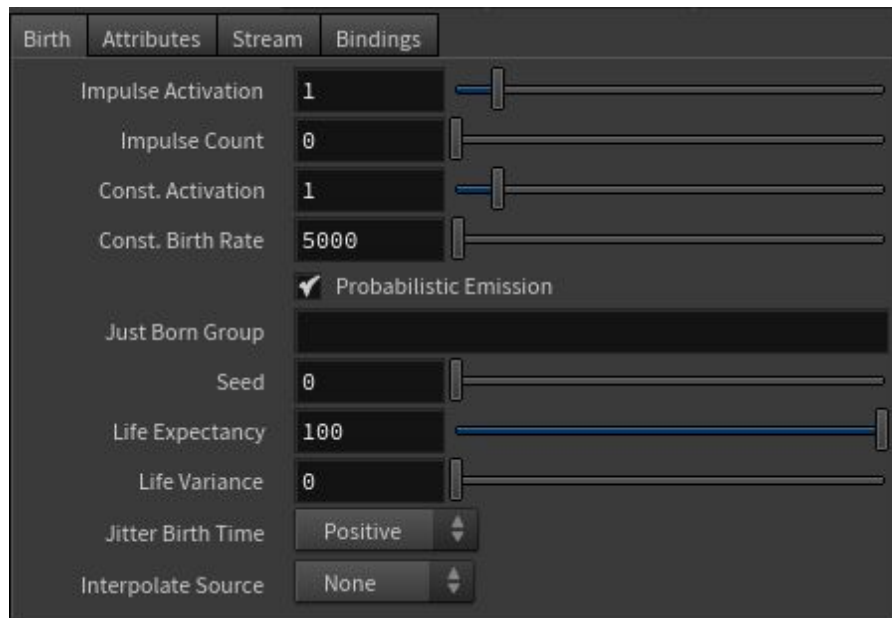 Birth Attributes Stream Bindings
Impulse Activation 1
Impulse Count 0
Const. Activation 1
Const. Birth Rate 5000
Probabilistic Emission
Just Born Group
Seed 0
Life Expectancy 100
Life Variance 0
Jitter Birth Time Positive
Interpolate Source None